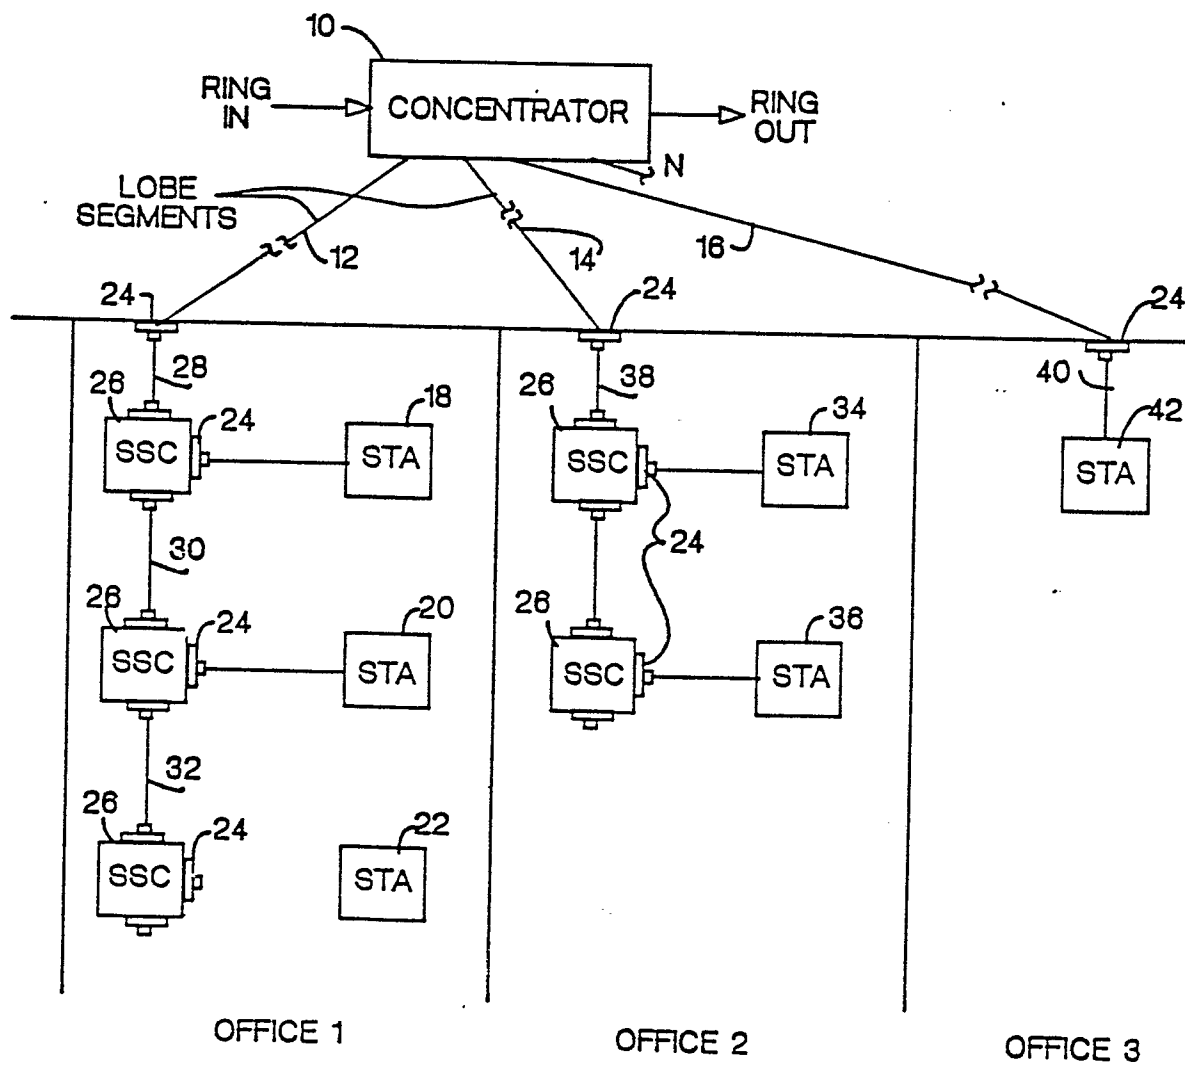 10
RING
IN
CONCENTRATOR
RING
OUT
N
LOBE
SEGMENTS
12
14
16
24
24
24
28
38
40
26
24
18
26
34
42
SSC
STA
SSC
STA
STA
30
24
26
24
20
26
36
SSC
STA
SSC
STA
32
26
24
22
SSC
STA
OFFICE 1
OFFICE 2
OFFICE 3